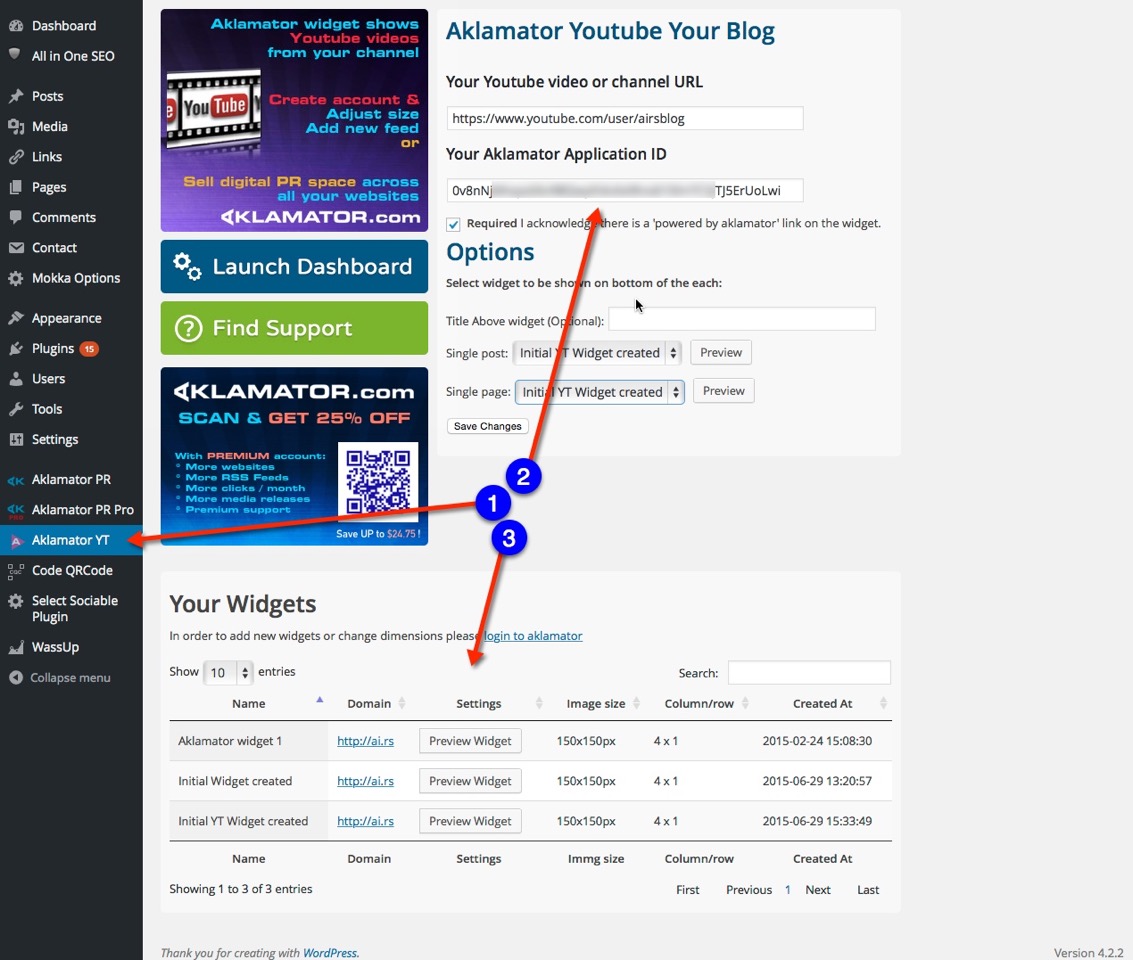 Dashboard
All in One SEO
Posts
Media
Links
Pages
Comments
Contact
Mokka Options
Appearance
Plugins 15
Users
Tools
Settings
Aklamator PR
Aklamator PR Pro
Aklamator YT
Code QRCode
Select Sociable
Plugin
WassUp
Collapse menu
Aklamator widget shows
Youtube videos
from your channel
You Tube
Create account &
Adjust size
Add new feed
or
Sell digital PR space across
all your websites
AKLAMATOR.com
Launch Dashboard
Find Support
AKLAMATOR.com
SCAN & GET 25% OFF
With PREMIUM account:
° More websites
° More RSS Feeds
° More clicks / month
° More media releases
° Premium support
Save UP to $24.75 !
Aklamator Youtube Your Blog
Your Youtube video or channel URL
https://www.youtube.com/user/airsblog
Your Aklamator Application ID
0v8nNj TJ5ErUoLwi
Required I acknowledge there is a 'powered by aklamator' link on the widget.
Options
Select widget to be shown on bottom of the each:
Title Above widget (Optional):
Single post: Initial YT Widget created Preview
Single page: Initial YT Widget created Preview
Save Changes
2
1
3
Your Widgets
In order to add new widgets or change dimensions please login to aklamator
Show 10 entries Search:
Name Domain Settings Image size Column/row Created At
Aklamator widget 1 http://ai.rs Preview Widget 150x150px 4 x 1 2015-02-24 15:08:30
Initial Widget created http://ai.rs Preview Widget 150x150px 4 x 1 2015-06-29 13:20:57
Initial YT Widget created http://ai.rs Preview Widget 150x150px 4 x 1 2015-06-29 15:33:49
Name Domain Settings Immg size Column/row Created At
Showing 1 to 3 of 3 entries First Previous 1 Next Last
Thank you for creating with WordPress. Version 4.2.2